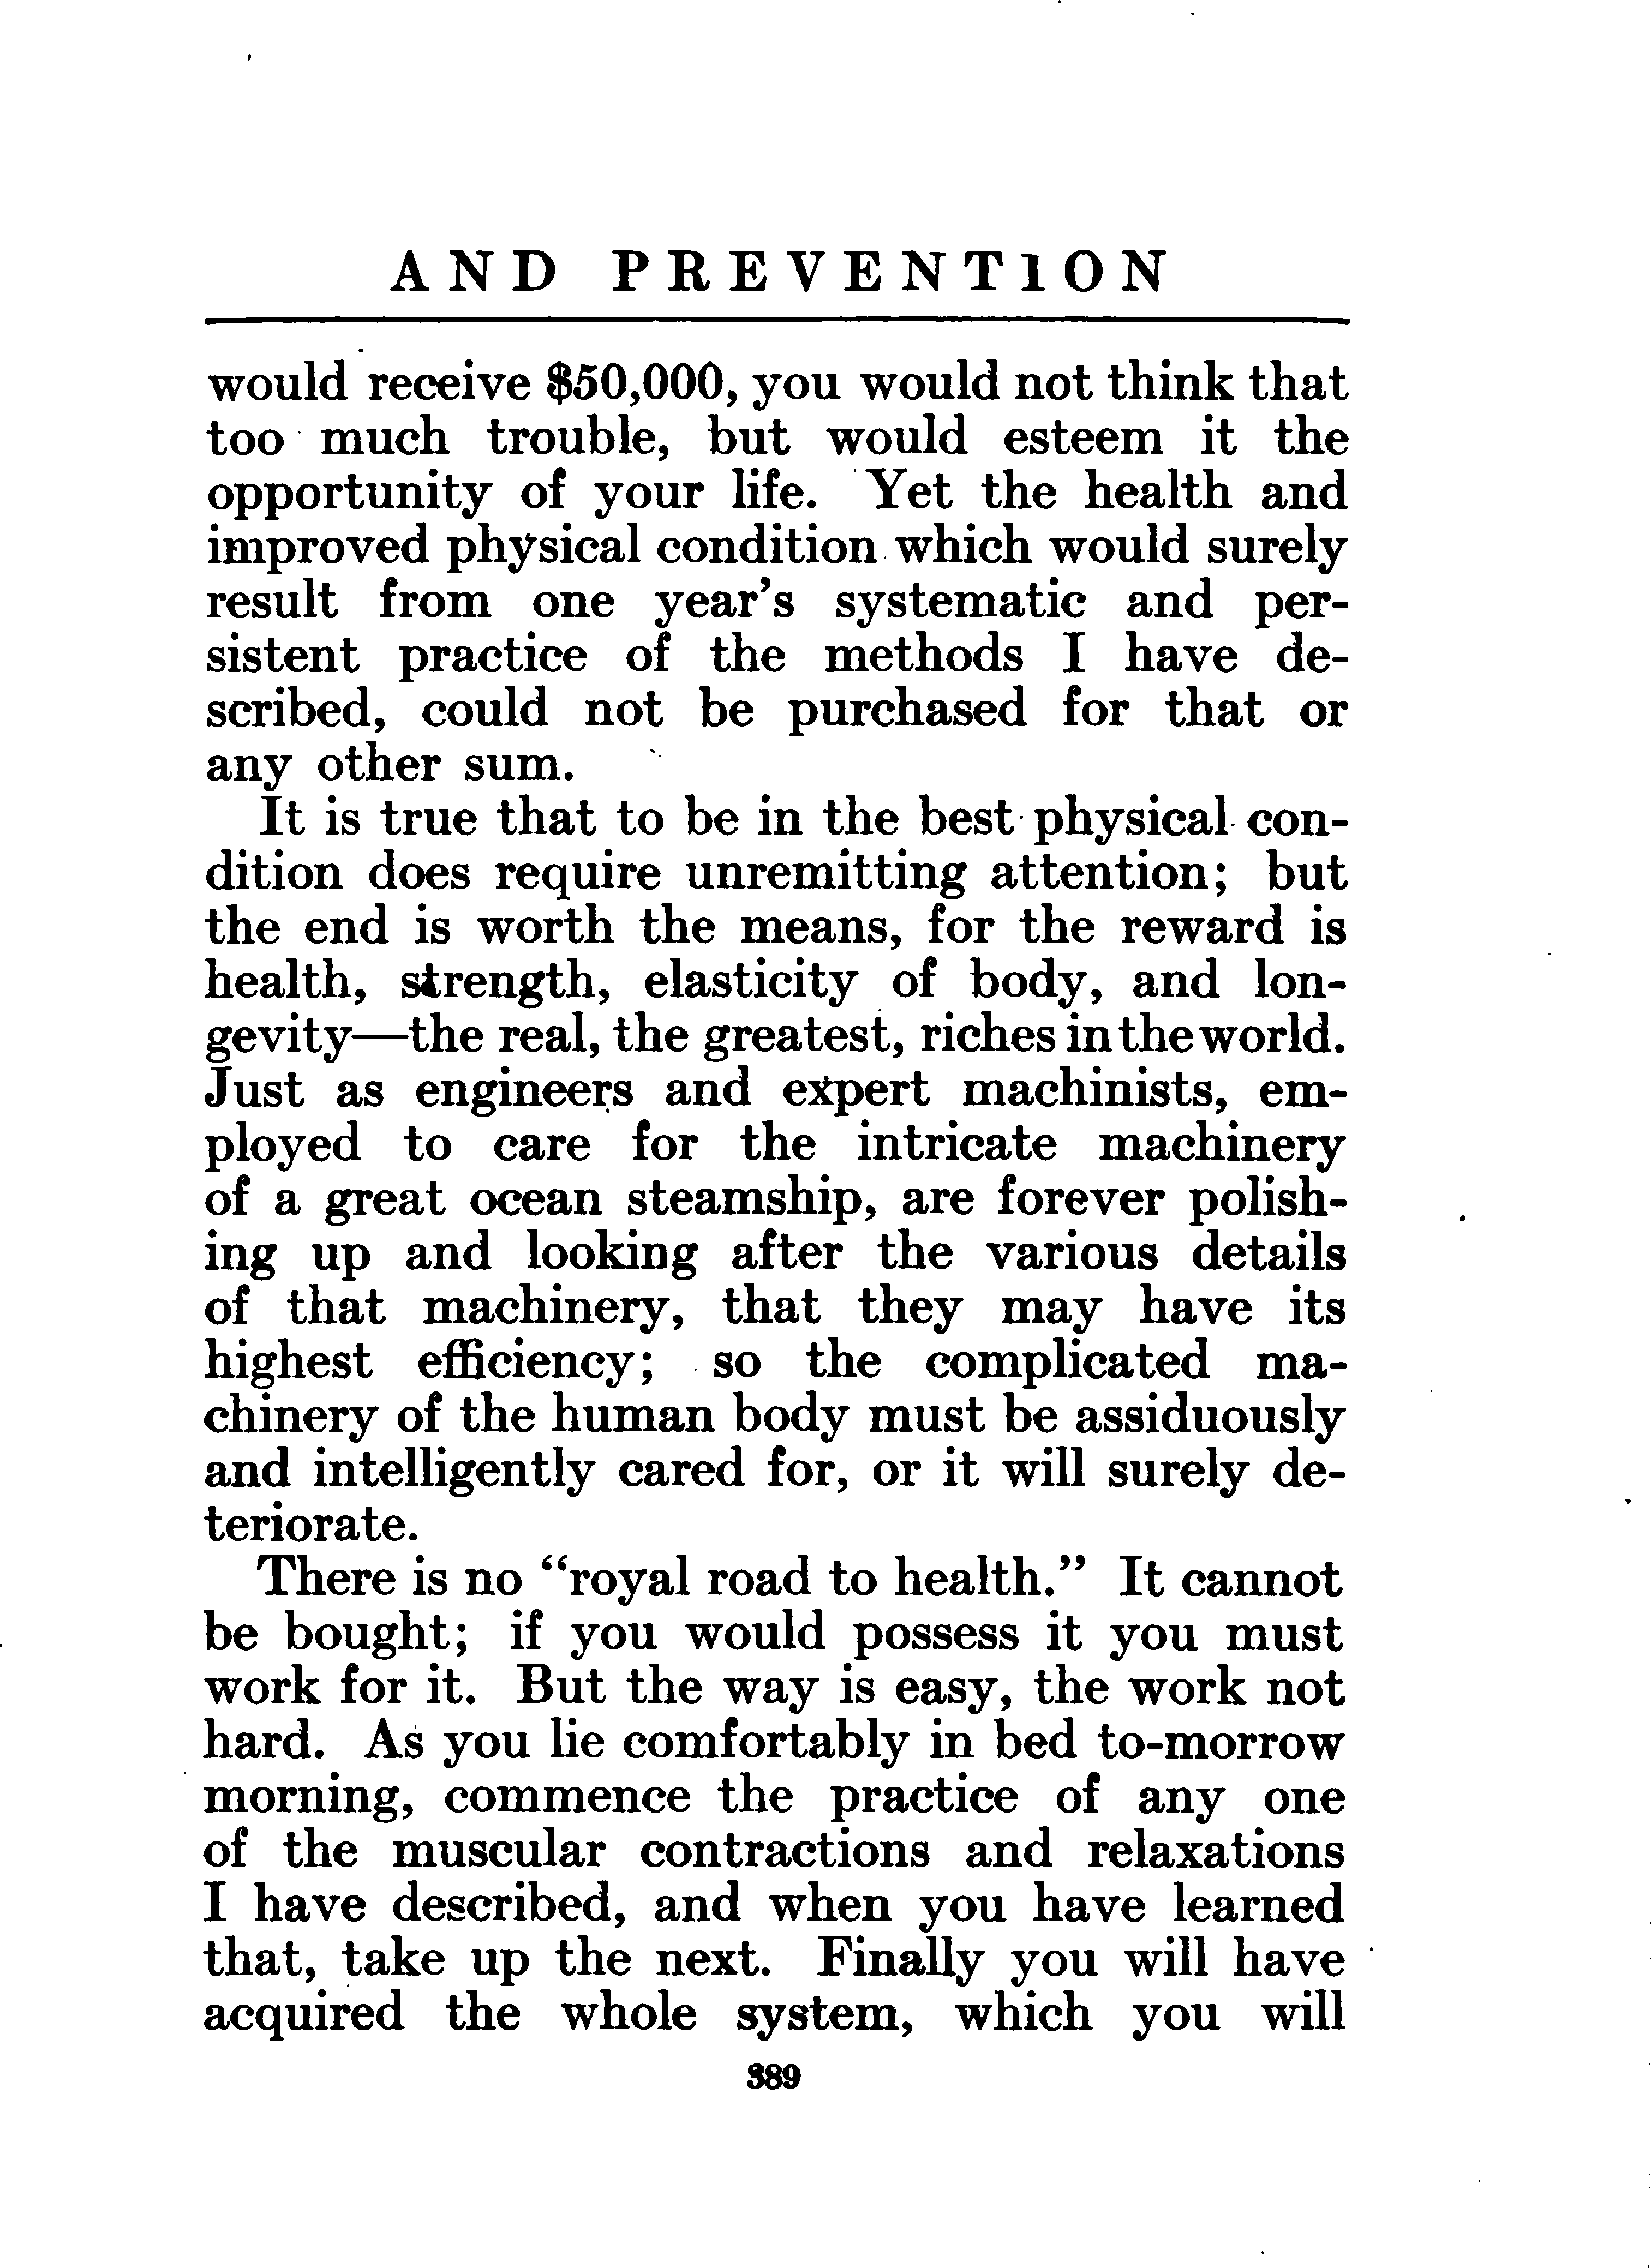 AND PREVENTION
would receive $50,000, you would not think that
too much trouble, but would esteem it the
opportunity of your life. Yet the health and
improved physical condition which would surely
result from one year's systematic and per-
sistent practice of the methods I have de-
scribed, could not be purchased for that or
any other sum.
It is true that to be in the best physical con-
dition does require unremitting attention; but
the end is worth the means, for the reward is
health, strength, elasticity of body, and lon-
gevity—the real, the greatest, riches in the world.
Just as engineers and expert machinists, em-
ployed to care for the intricate machinery
of a great ocean steamship, are forever polish-
ing up and looking after the various details
of that machinery, that they may have its
highest efficiency; so the complicated ma-
chinery of the human body must be assiduously
and intelligently cared for, or it will surely de-
teriorate.
There is no "royal road to health." It cannot
be bought; if you would possess it you must
work for it. But the way is easy, the work not
hard. As you lie comfortably in bed to-morrow
morning, commence the practice of any one
of the muscular contractions and relaxations
I have described, and when you have learned
that, take up the next. Finally you will have
acquired the whole system, which you will
389